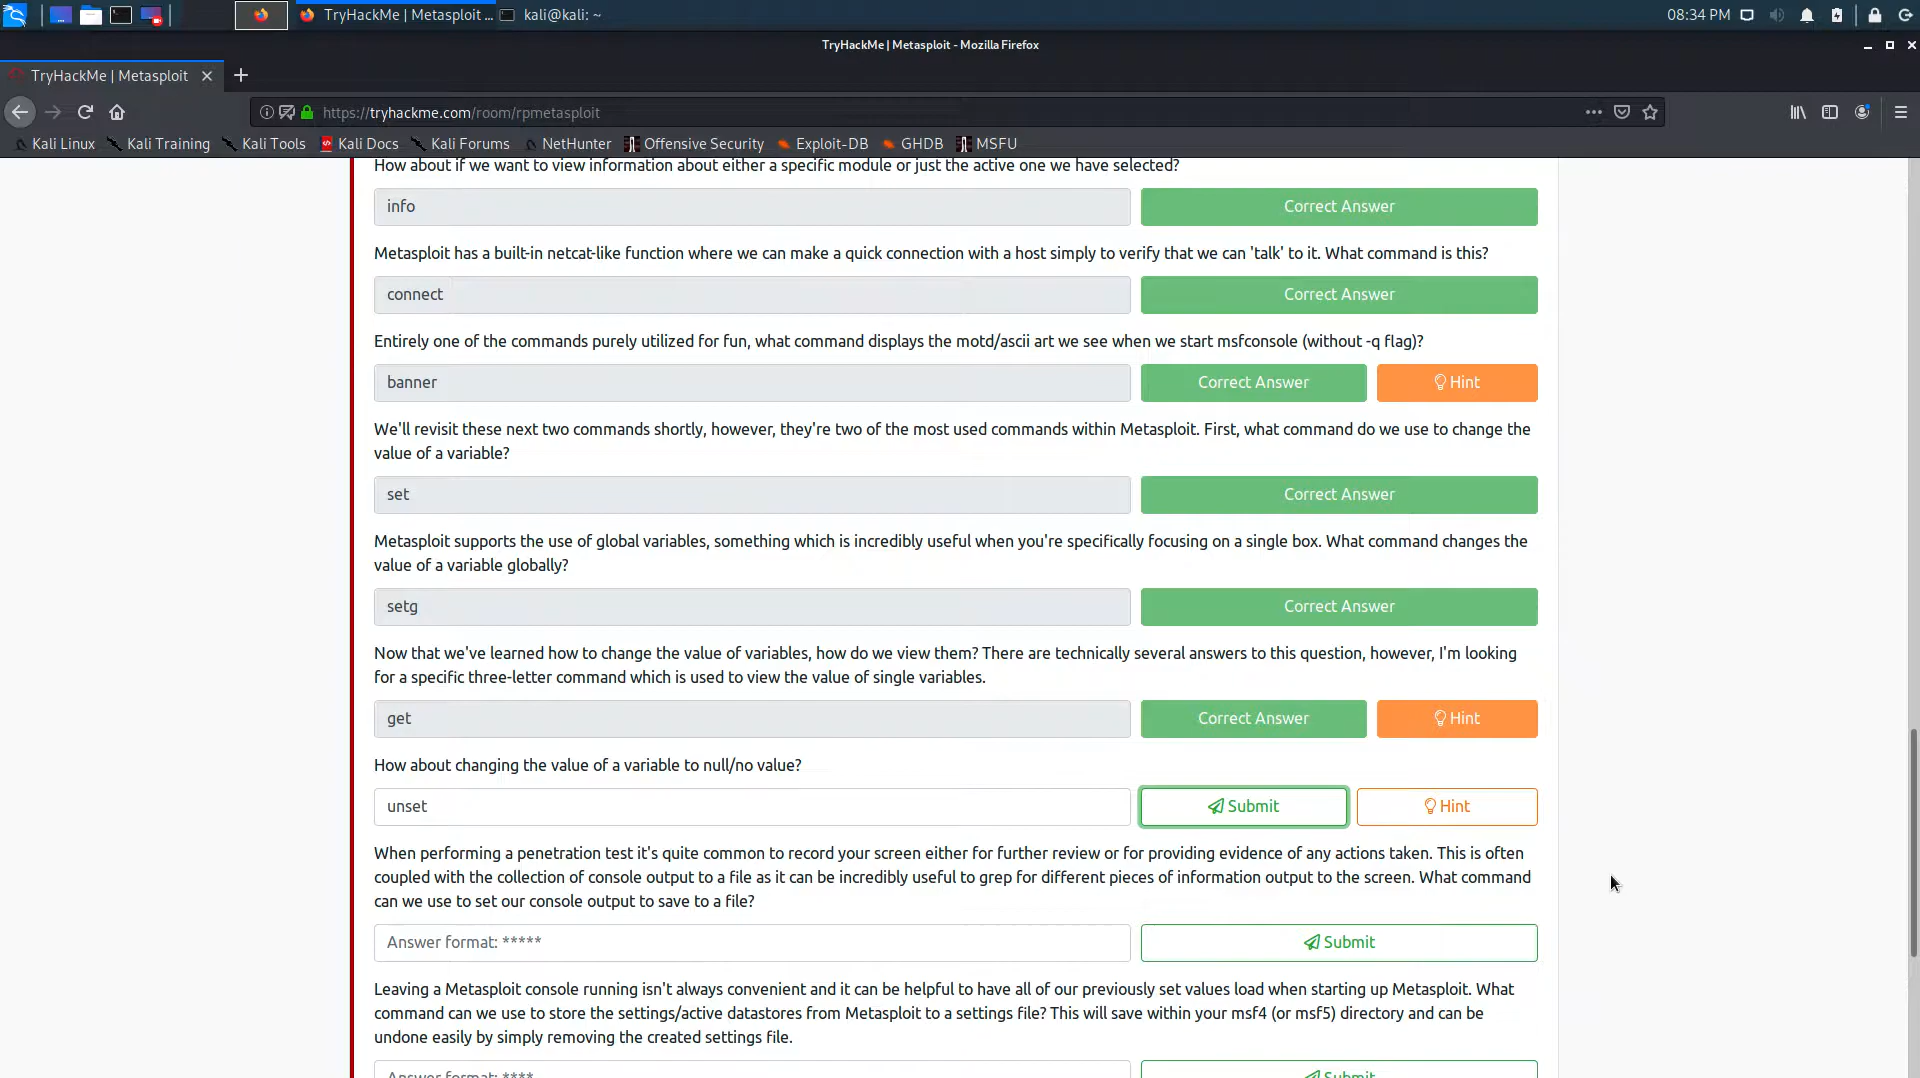 TryHackMe | Metasploit ...
kali@kali: ~
08:34 PM
TryHackMe | Metasploit - Mozilla Firefox
TryHackMe | Metasploit
https://tryhackme.com/room/rpmetasploit
Kali Linux Kali Training Kali Tools Kali Docs Kali Forums NetHunter Offensive Security Exploit-DB GHDB MSFU
How about if we want to view information about either a specific module or just the active one we have selected?
info Correct Answer
Metasploit has a built-in netcat-like function where we can make a quick connection with a host simply to verify that we can 'talk' to it. What command is this?
connect Correct Answer
Entirely one of the commands purely utilized for fun, what command displays the motd/ascii art we see when we start msfconsole (without -q flag)?
banner Correct Answer Hint
We'll revisit these next two commands shortly, however, they're two of the most used commands within Metasploit. First, what command do we use to change the
value of a variable?
set Correct Answer
Metasploit supports the use of global variables, something which is incredibly useful when you're specifically focusing on a single box. What command changes the
value of a variable globally?
setg Correct Answer
Now that we've learned how to change the value of variables, how do we view them? There are technically several answers to this question, however, I'm looking
for a specific three-letter command which is used to view the value of single variables.
get Correct Answer Hint
How about changing the value of a variable to null/no value?
unset Submit Hint
When performing a penetration test it's quite common to record your screen either for further review or for providing evidence of any actions taken. This is often
coupled with the collection of console output to a file as it can be incredibly useful to grep for different pieces of information output to the screen. What command
can we use to set our console output to save to a file?
Answer format: ***** Submit
Leaving a Metasploit console running isn't always convenient and it can be helpful to have all of our previously set values load when starting up Metasploit. What
command can we use to store the settings/active datastores from Metasploit to a settings file? This will save within your msf4 (or msf5) directory and can be
undone easily by simply removing the created settings file.
Answer format: **** Submit